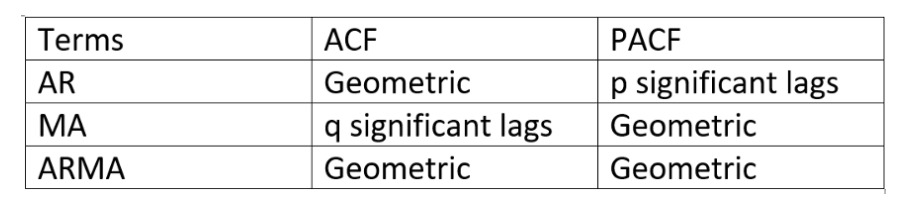 Terms ACF PACF
AR Geometric p significant lags
MA q significant lags Geometric
ARMA Geometric Geometric